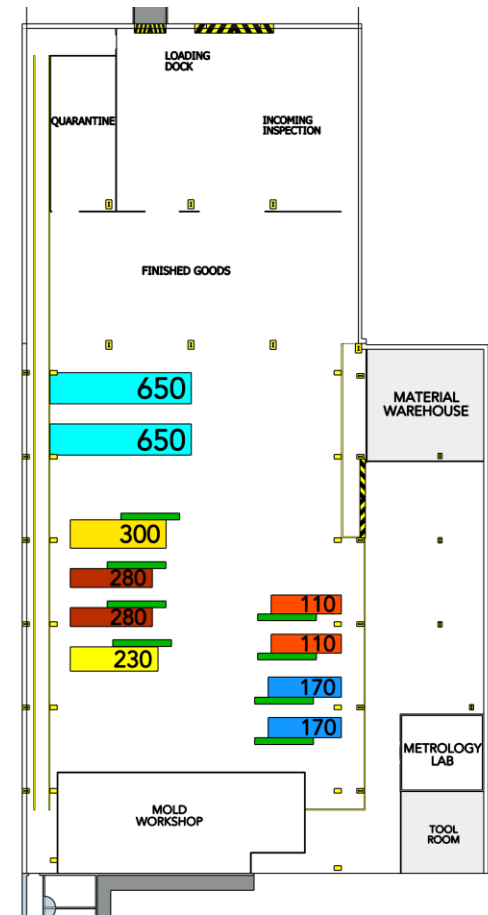 LOADING
DOCK
QUARANTINE
INCOMING
INSPECTION
FINISHED GOODS
650
MATERIAL
WAREHOUSE
650
300
280
110
280
110
230
170
170
METROLOGY
LAB
MOLD
WORKSHOP
TOOL
ROOM